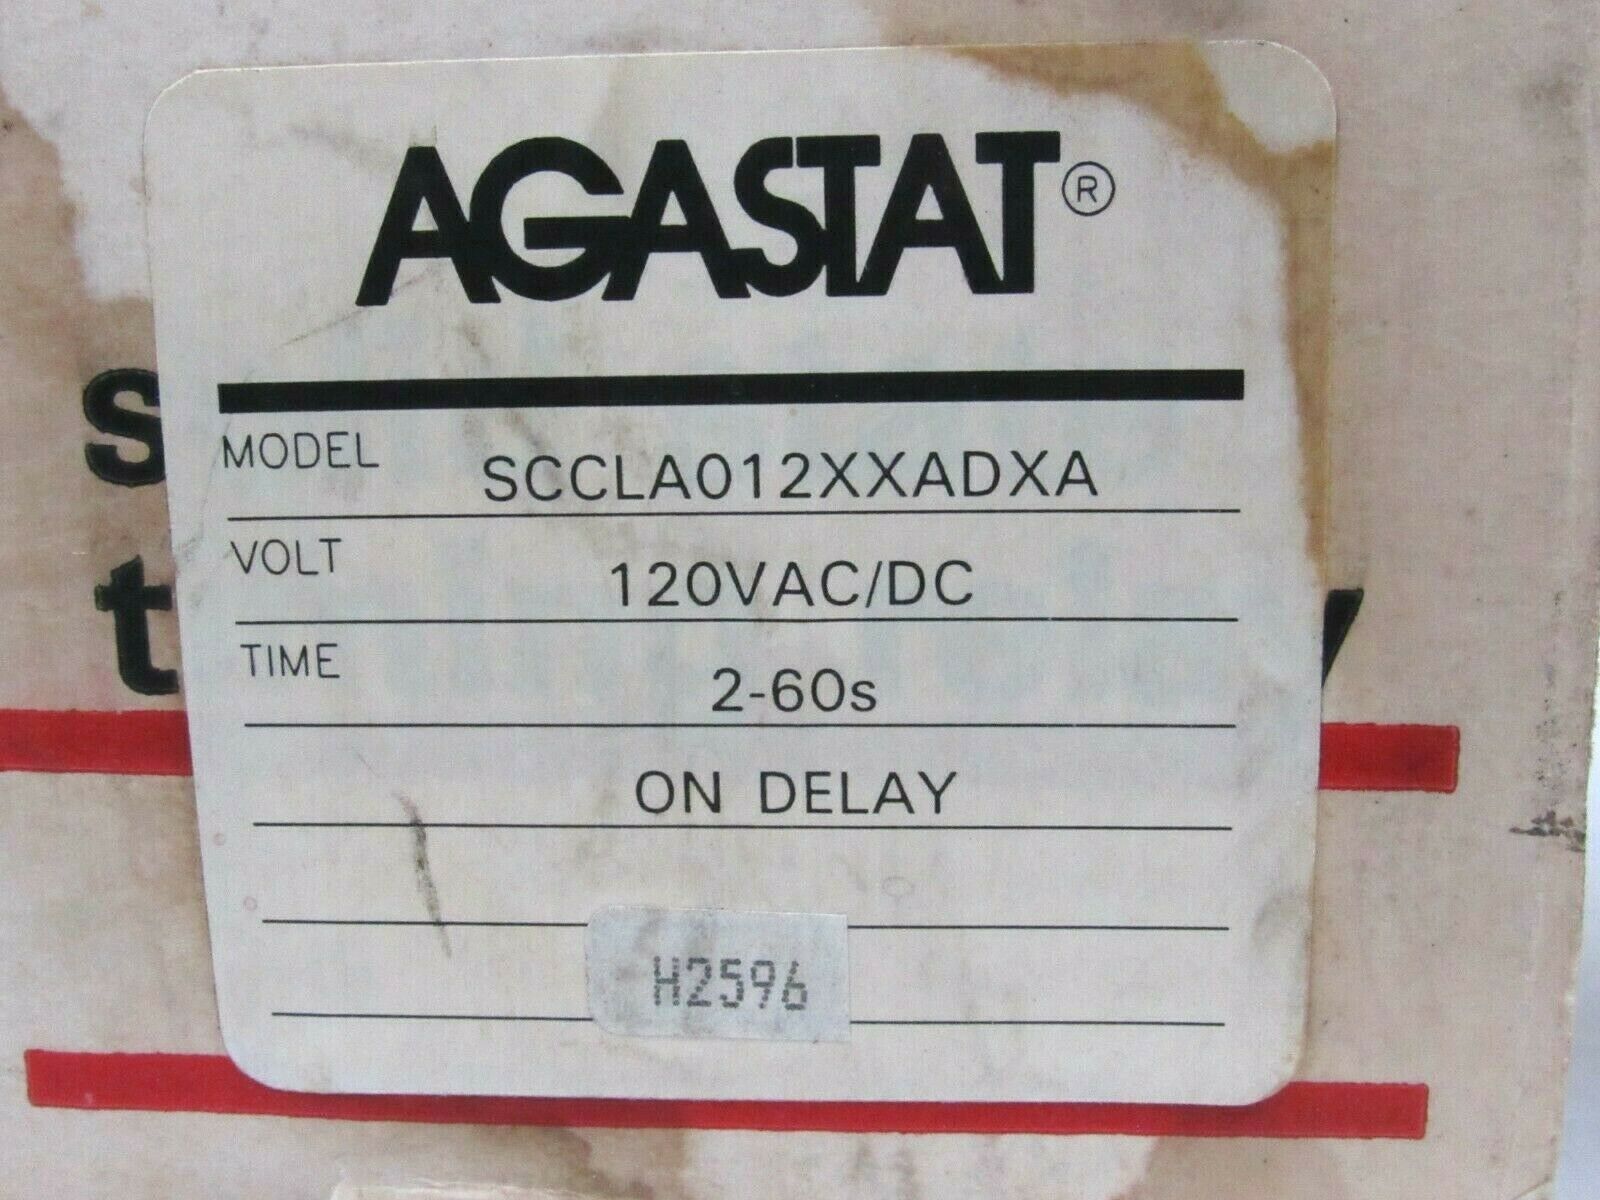 AGASTAT®
MODEL SCCLA012XXADXA
VOLT 120VAC/DC
TIME 2-60s
ON DELAY
H2596